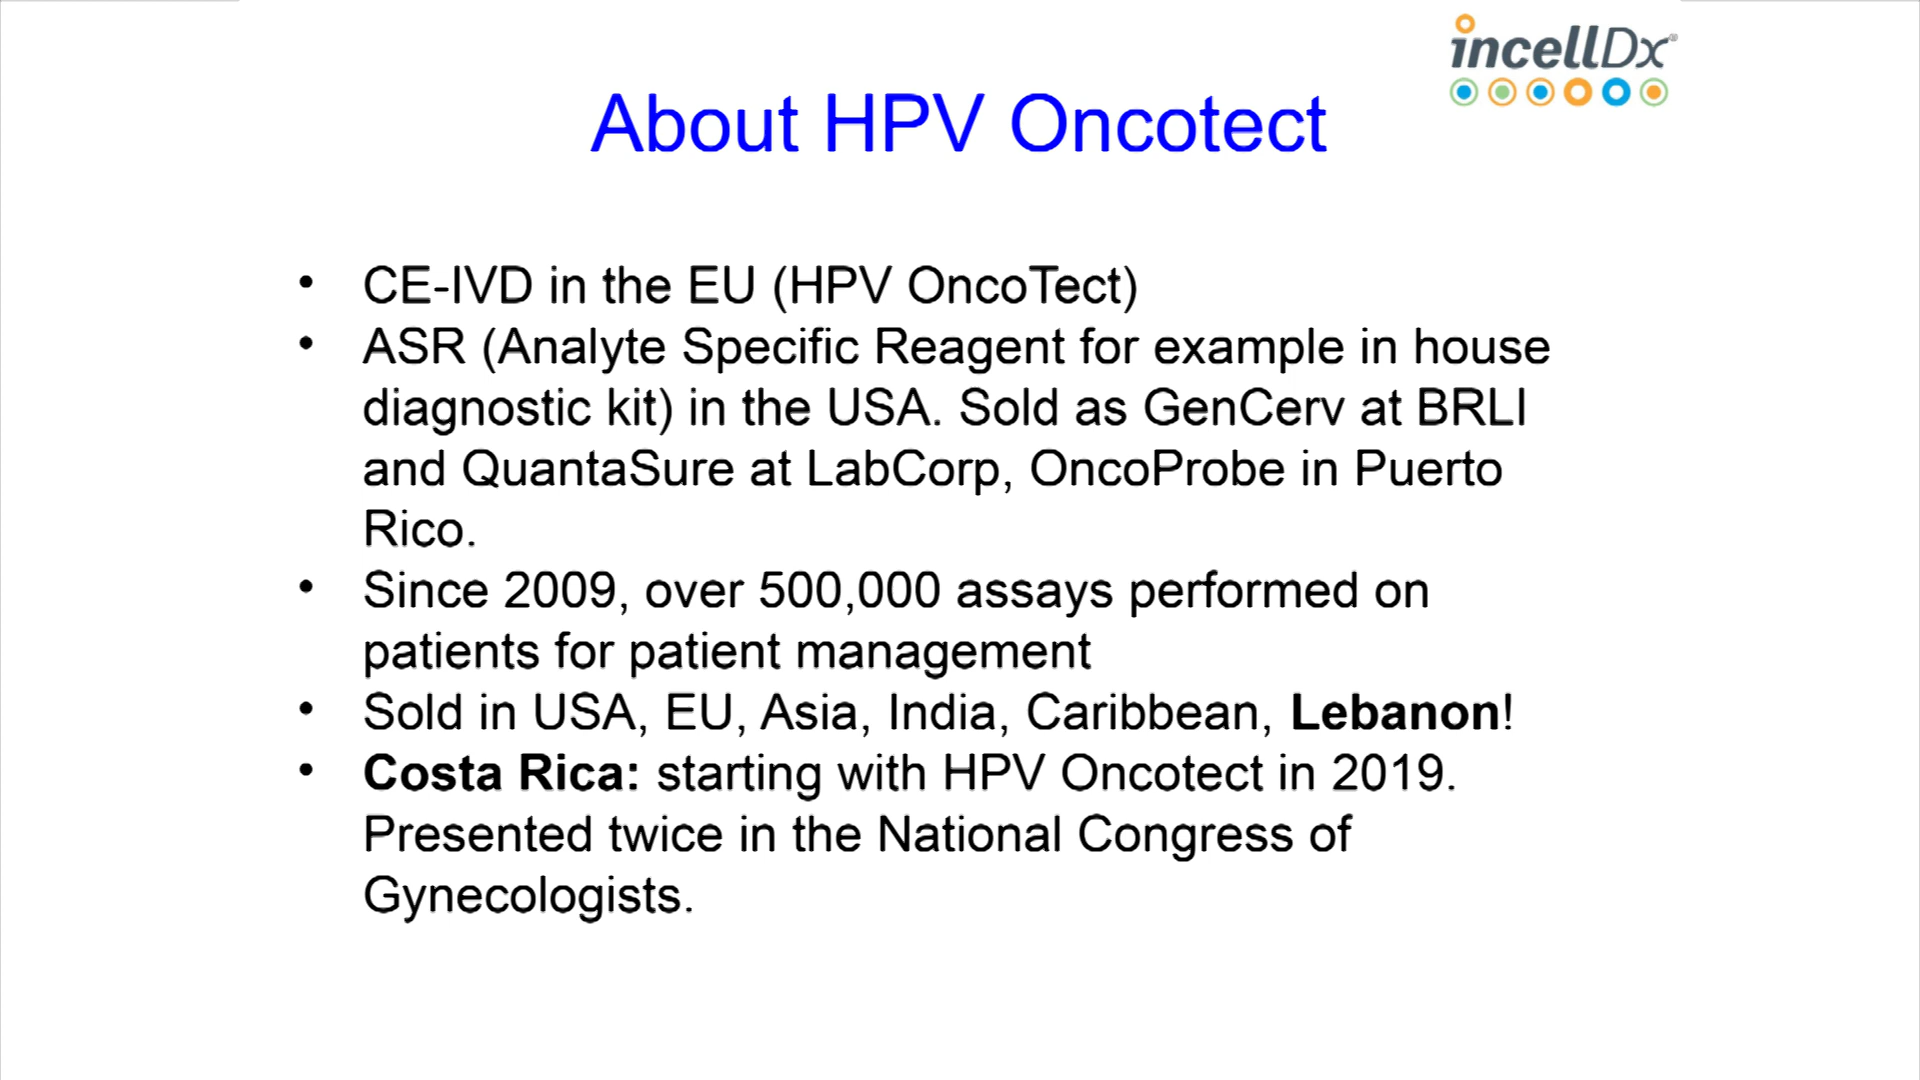 incellDx®
About HPV Oncotect
• CE-IVD in the EU (HPV OncoTect)
• ASR (Analyte Specific Reagent for example in house
diagnostic kit) in the USA. Sold as GenCerv at BRLI
and QuantaSure at LabCorp, OncoProbe in Puerto
Rico.
• Since 2009, over 500,000 assays performed on
patients for patient management
• Sold in USA, EU, Asia, India, Caribbean, Lebanon!
• Costa Rica: starting with HPV Oncotect in 2019.
Presented twice in the National Congress of
Gynecologists.